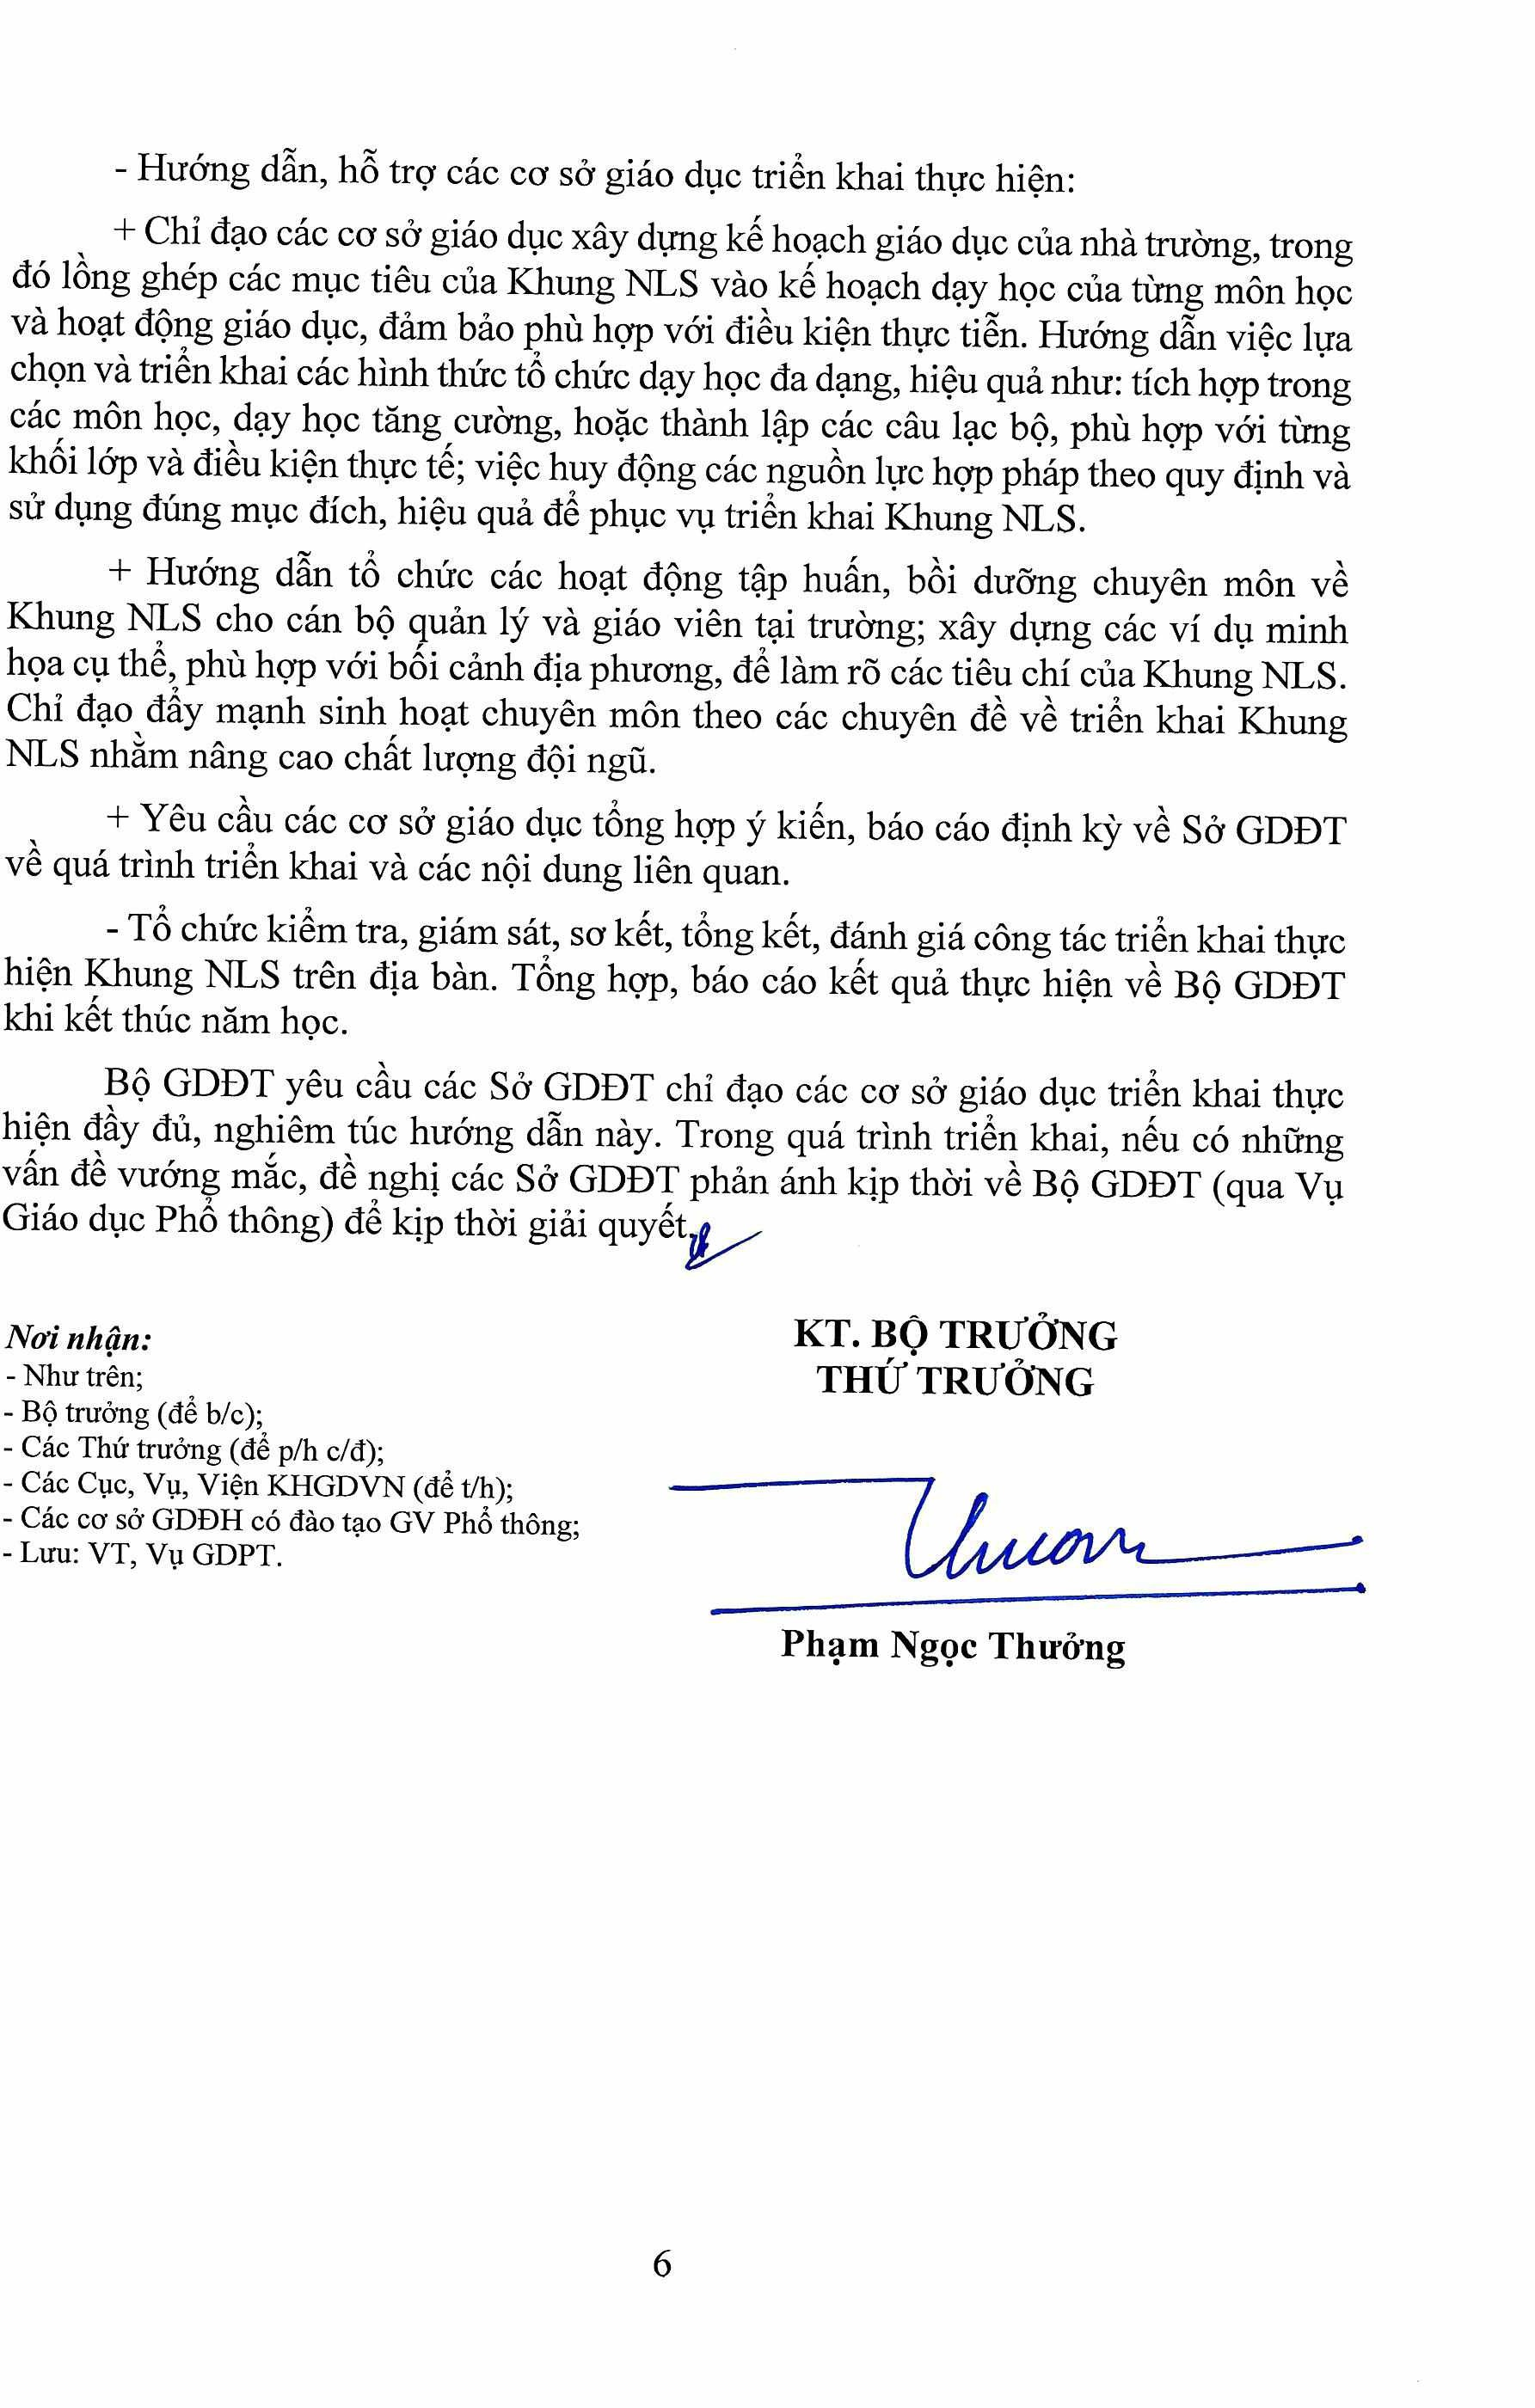 - Hướng dẫn, hỗ trợ các cơ sở giáo dục triển khai thực hiện:
+ Chỉ đạo các cơ sở giáo dục xây dựng kế hoạch giáo dục của nhà trường, trong
đó lồng ghép các mục tiêu của Khung NLS vào kế hoạch dạy học của từng môn học
và hoạt động giáo dục, đảm bảo phù hợp với điều kiện thực tiễn. Hướng dẫn việc lựa
chọn và triển khai các hình thức tổ chức dạy học đa dạng, hiệu quả như: tích hợp trong
các môn học, dạy học tăng cường, hoặc thành lập các câu lạc bộ, phù hợp với từng
khối lớp và điều kiện thực tế; việc huy động các nguồn lực hợp pháp theo quy định và
sử dụng đúng mục đích, hiệu quả để phục vụ triển khai Khung NLS.
+ Hướng dẫn tổ chức các hoạt động tập huấn, bồi dưỡng chuyên môn về
Khung NLS cho cán bộ quản lý và giáo viên tại trường; xây dựng các ví dụ minh
họa cụ thể, phù hợp với bối cảnh địa phương, để làm rõ các tiêu chí của Khung NLS.
Chỉ đạo đẩy mạnh sinh hoạt chuyên môn theo các chuyên đề về triển khai Khung
NLS nhằm nâng cao chất lượng đội ngũ.
+ Yêu cầu các cơ sở giáo dục tổng hợp ý kiến, báo cáo định kỳ về Sở GDĐT
về quá trình triển khai và các nội dung liên quan.
- Tổ chức kiểm tra, giám sát, sơ kết, tổng kết, đánh giá công tác triển khai thực
hiện Khung NLS trên địa bàn. Tổng hợp, báo cáo kết quả thực hiện về Bộ GDĐT
khi kết thúc năm học.
Bộ GDĐT yêu cầu các Sở GDĐT chỉ đạo các cơ sở giáo dục triển khai thực
hiện đầy đủ, nghiêm túc hướng dẫn này. Trong quá trình triển khai, nếu có những
vấn đề vướng mắc, đề nghị các Sở GDĐT phản ánh kịp thời về Bộ GDĐT (qua Vụ
Giáo dục Phổ thông) để kịp thời giải quyết.
Nơi nhận:
- Như trên;
- Bộ trưởng (để b/c);
- Các Thứ trưởng (để p/h c/đ);
- Các Cục, Vụ, Viện KHGDVN (để t/h);
- Các cơ sở GDĐH có đào tạo GV Phổ thông;
- Lưu: VT, Vụ GDPT.
KT. BỘ TRƯỞNG
THỨ TRƯỞNG
Phạm Ngọc Thưởng
6